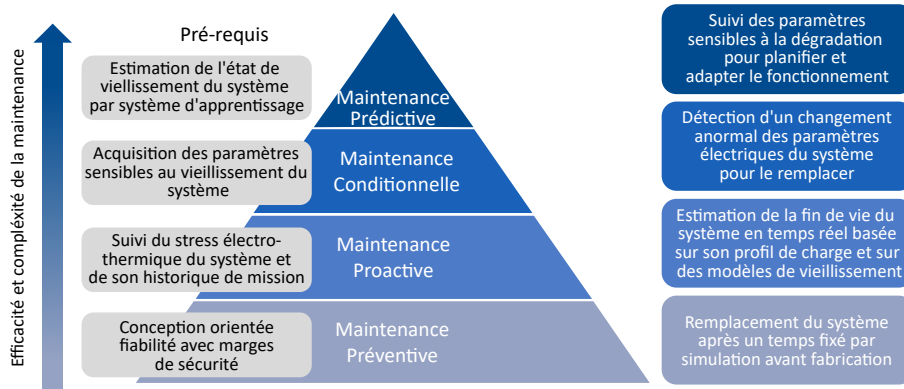 Efficacité et compléxité de la maintenance
Pré-requis
Estimation de l'état de
viellissement du système
par système d'apprentissage
Maintenance
Prédictive
Suivi des paramètres
sensibles à la dégradation
pour planifier et
adapter le fonctionnement
Acquisition des paramètres
sensibles au vieillissement du
système
Maintenance
Conditionnelle
Détection d'un changement
anormal des paramètres
électriques du système
pour le remplacer
Suivi du stress électro-
thermique du système et
de son historique de mission
Maintenance
Proactive
Estimation de la fin de vie du
système en temps réel basée
sur son profil de charge et sur
des modèles de vieillissement
Conception orientée
fiabilité avec marges
de sécurité
Maintenance
Préventive
Remplacement du système
après un temps fixé par
simulation avant fabrication